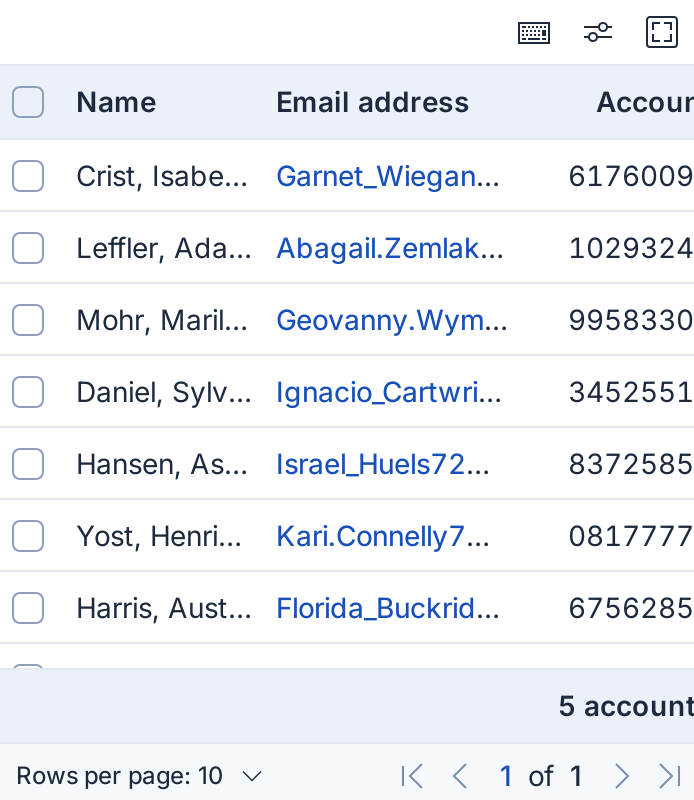 Name Email address Accour
Crist, Isabe... Garnet_Wiegan... 6176009
Leffler, Ada... Abagail.Zemlak... 1029324
Mohr, Maril... Geovanny.Wym... 9958330
Daniel, Sylv... Ignacio_Cartwri... 3452551
Hansen, As... Israel_Huels72... 8372585
Yost, Henri... Kari.Connelly7... 0817777
Harris, Aust... Florida_Buckrid... 6756285
5 account
Rows per page: 10 1 of 1